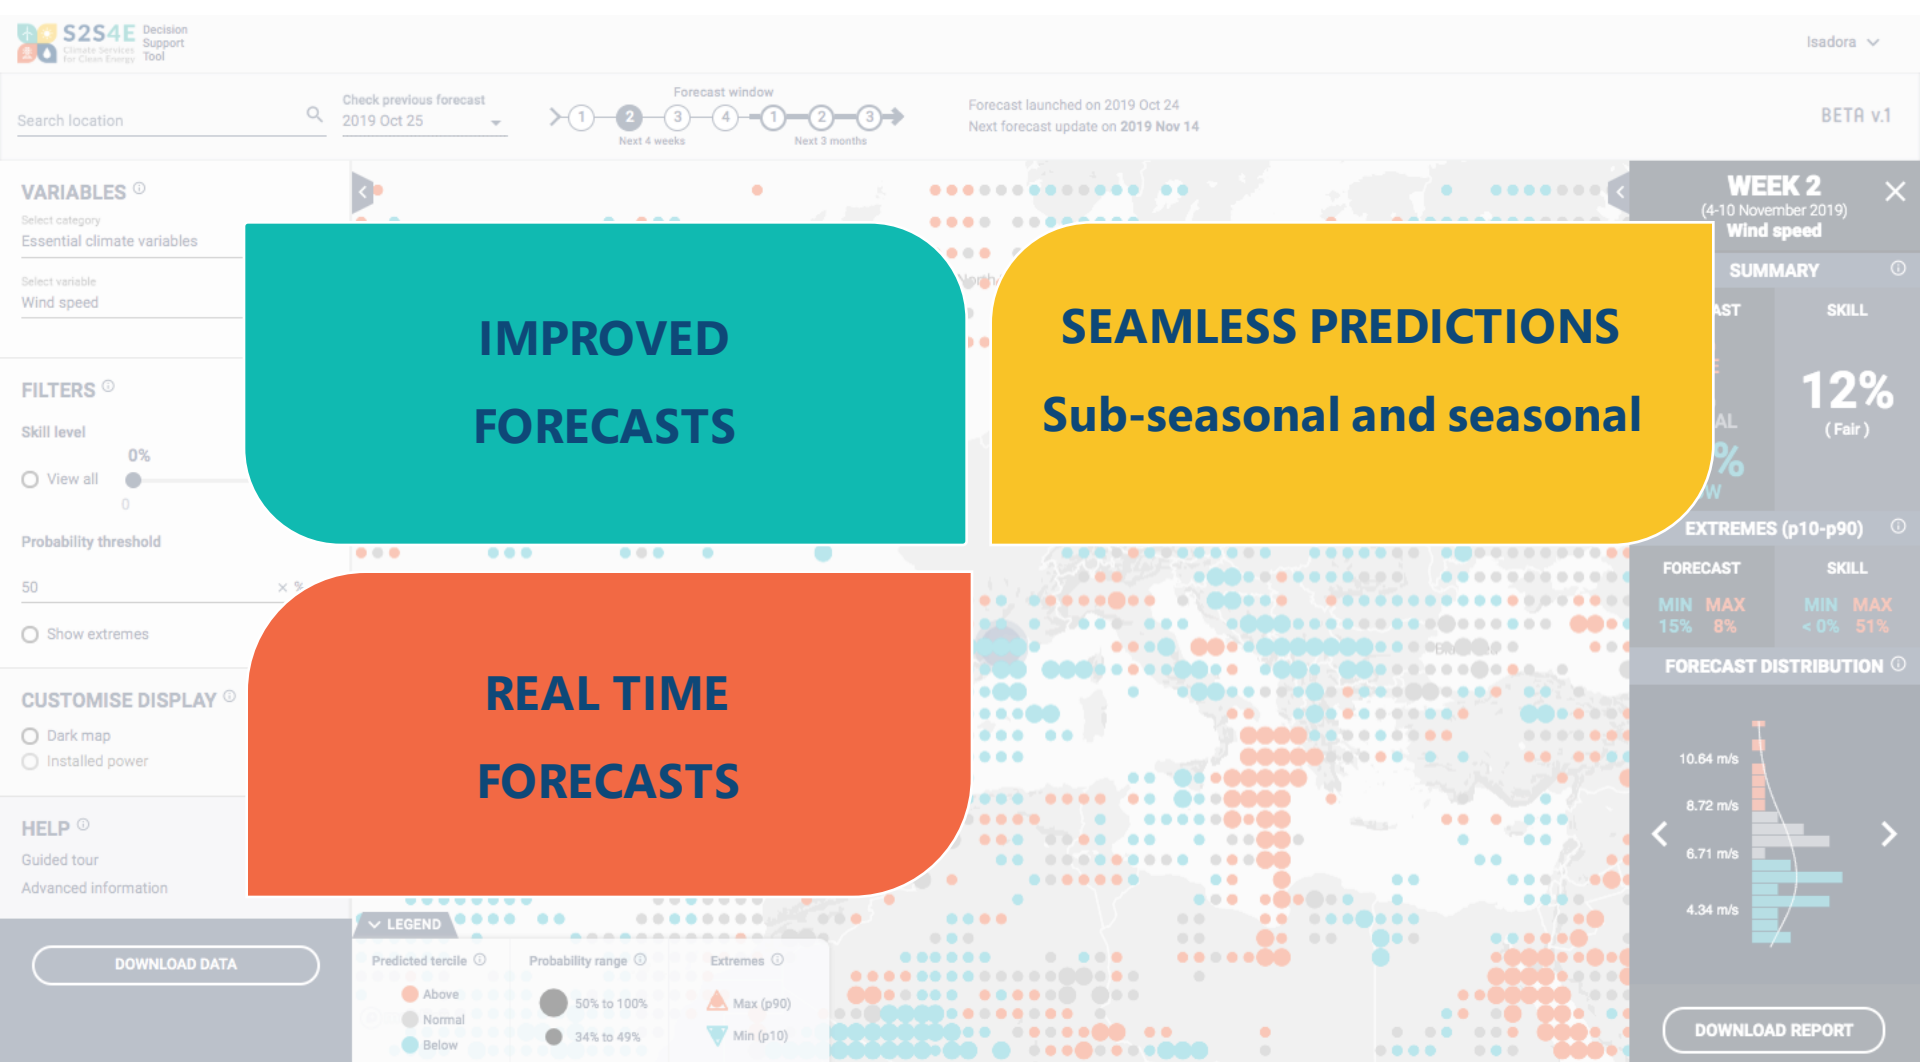 S2S4E
Climate Services
for Clean Energy
Decision
Support
Tool
Isadora
Search location
Check previous forecast
2019 Oct 25
Forecast window
1 2 3 4 1 2 3
Next 4 weeks
Next 3 months
Forecast launched on 2019 Oct 24
Next forecast update on 2019 Nov 14
BETA v.1
VARIABLES
Select category
Essential climate variables
Select variable
Wind speed
FILTERS
Skill level
0%
View all
0
Probability threshold
50
× %
Show extremes
CUSTOMISE DISPLAY
Dark map
Installed power
HELP
Guided tour
Advanced information
DOWNLOAD DATA
IMPROVED
FORECASTS
SEAMLESS PREDICTIONS
Sub-seasonal and seasonal
REAL TIME
FORECASTS
LEGEND
Predicted tercile
Above
Normal
Below
Probability range
50% to 100%
34% to 49%
Extremes
Max (p90)
Min (p10)
WEEK 2
(4-10 November 2019)
Wind speed
SUMMARY
SKILL
12%
( Fair )
EXTREMES (p10-p90)
FORECAST
SKILL
MIN MAX
MIN MAX
15% 8%
< 0% 51%
FORECAST DISTRIBUTION
10.64 m/s
8.72 m/s
6.71 m/s
4.34 m/s
DOWNLOAD REPORT